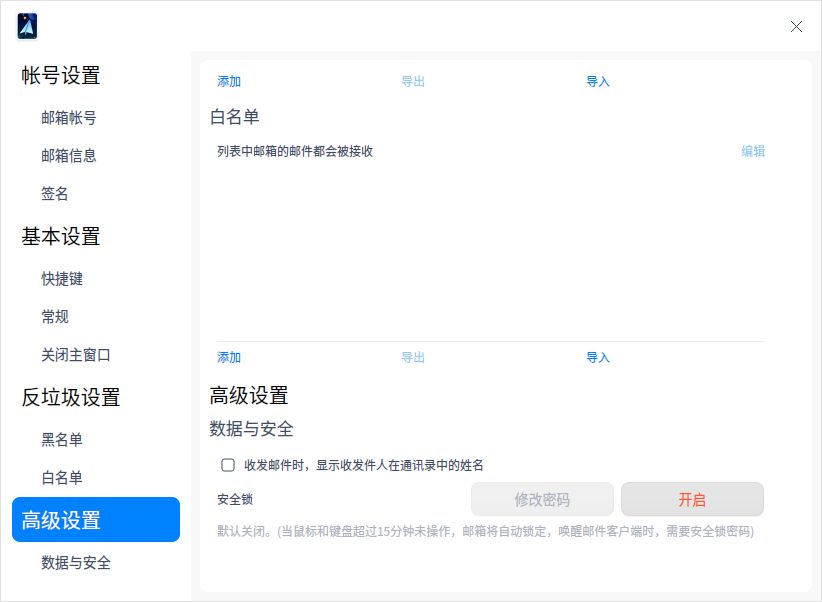 帐号设置
邮箱帐号
邮箱信息
签名
基本设置
快捷键
常规
关闭主窗口
反垃圾设置
黑名单
白名单
高级设置
数据与安全
添加 导出 导入
白名单
列表中邮箱的邮件都会被接收 编辑
添加 导出 导入
高级设置
数据与安全
收发邮件时，显示收发件人在通讯录中的姓名
安全锁 修改密码 开启
默认关闭。(当鼠标和键盘超过15分钟未操作，邮箱将自动锁定，唤醒邮件客户端时，需要安全锁密码)